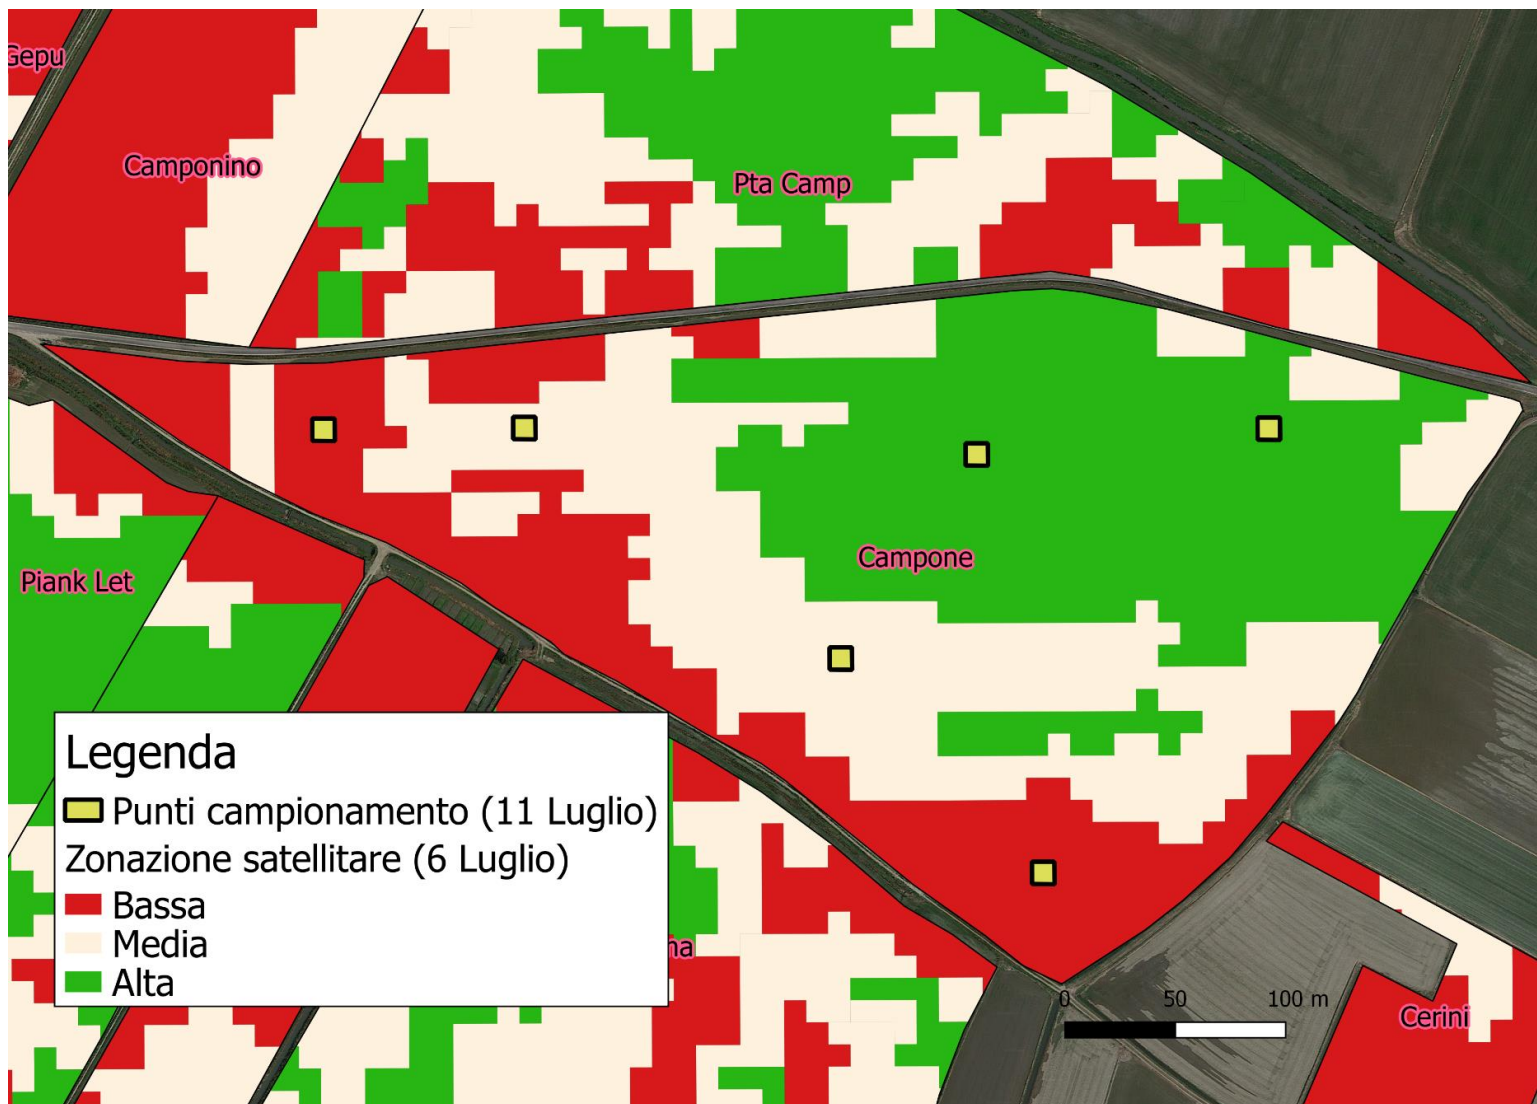 Gepu
Camponino
Pta Camp
Campone
Piank Let
Legenda
Punti campionamento (11 Luglio)
Zonazione satellitare (6 Luglio)
Bassa
Media
Alta
na
0 50 100 m
Cerini